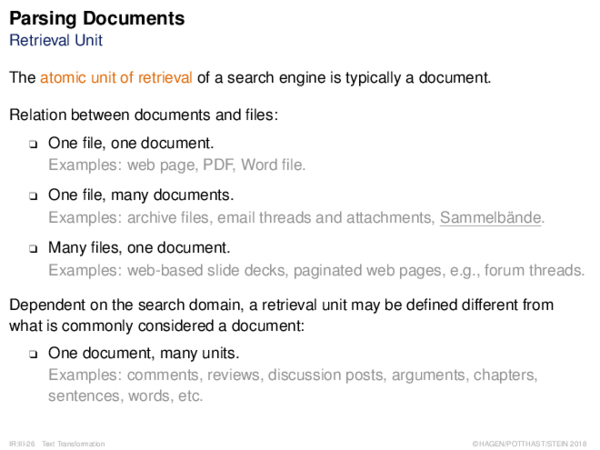 Parsing Documents
Retrieval Unit
The atomic unit of retrieval of a search engine is typically a document.
Relation between documents and files:
❑ One file, one document.
Examples: web page, PDF, Word file.
❑ One file, many documents.
Examples: archive files, email threads and attachments, Sammelbände.
❑ Many files, one document.
Examples: web-based slide decks, paginated web pages, e.g., forum threads.
Dependent on the search domain, a retrieval unit may be defined different from
what is commonly considered a document:
❑ One document, many units.
Examples: comments, reviews, discussion posts, arguments, chapters,
sentences, words, etc.
IR:III-26 Text Transformation ©HAGEN/POTTHAST/STEIN 2018